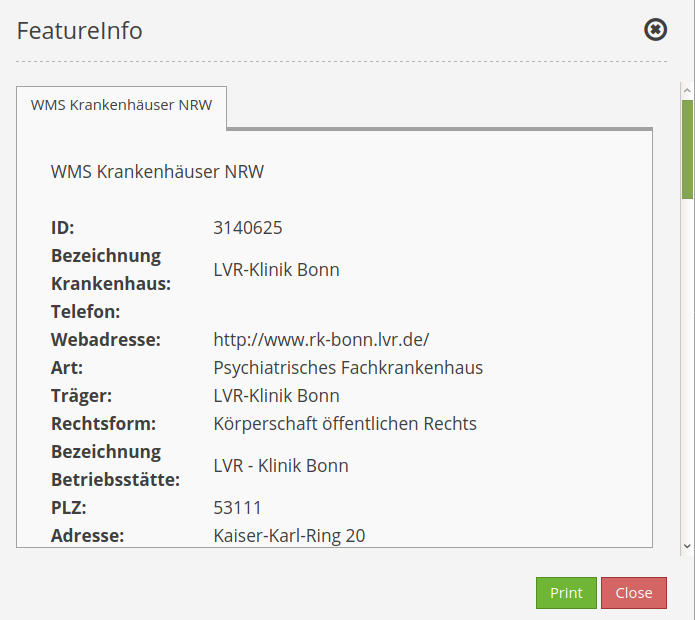 FeatureInfo
WMS Krankenhäuser NRW
WMS Krankenhäuser NRW
ID: 3140625
Bezeichnung
Krankenhaus: LVR-Klinik Bonn
Telefon:
Webadresse: http://www.rk-bonn.lvr.de/
Art: Psychiatrisches Fachkrankenhaus
Träger: LVR-Klinik Bonn
Rechtsform: Körperschaft öffentlichen Rechts
Bezeichnung
Betriebsstätte: LVR - Klinik Bonn
PLZ: 53111
Adresse: Kaiser-Karl-Ring 20
Print Close